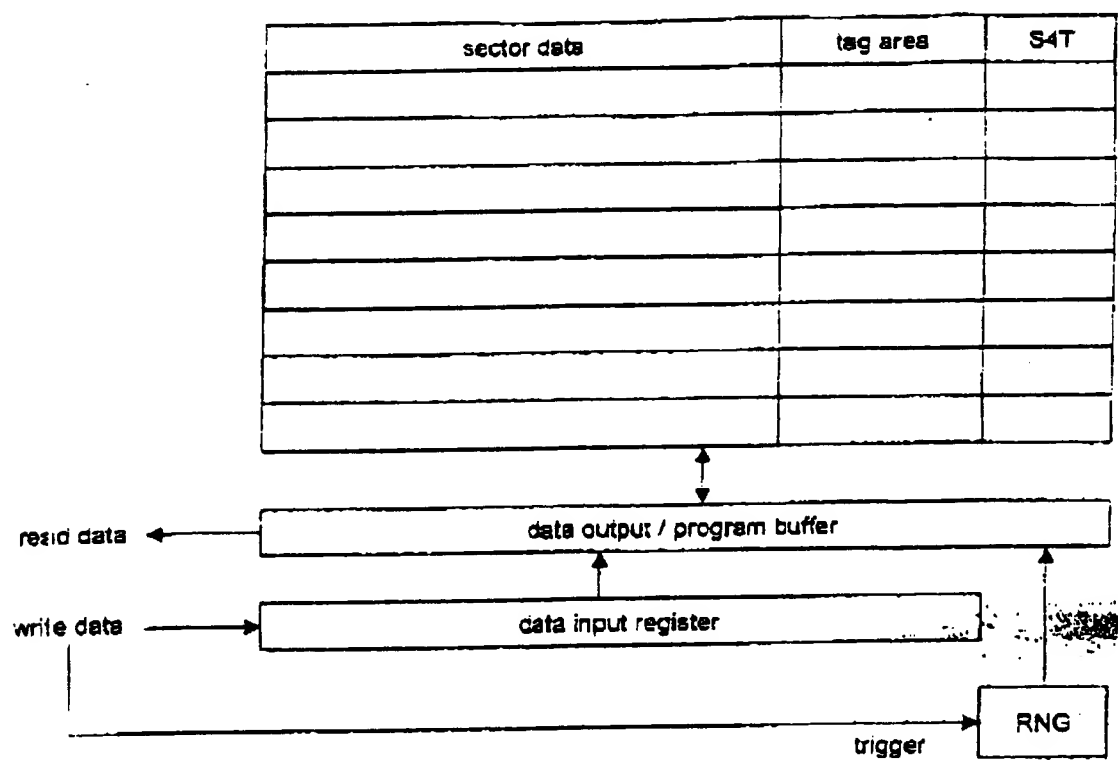 sector data tag area S4T
data output / program buffer
read data
data input register
write data
trigger
RNG